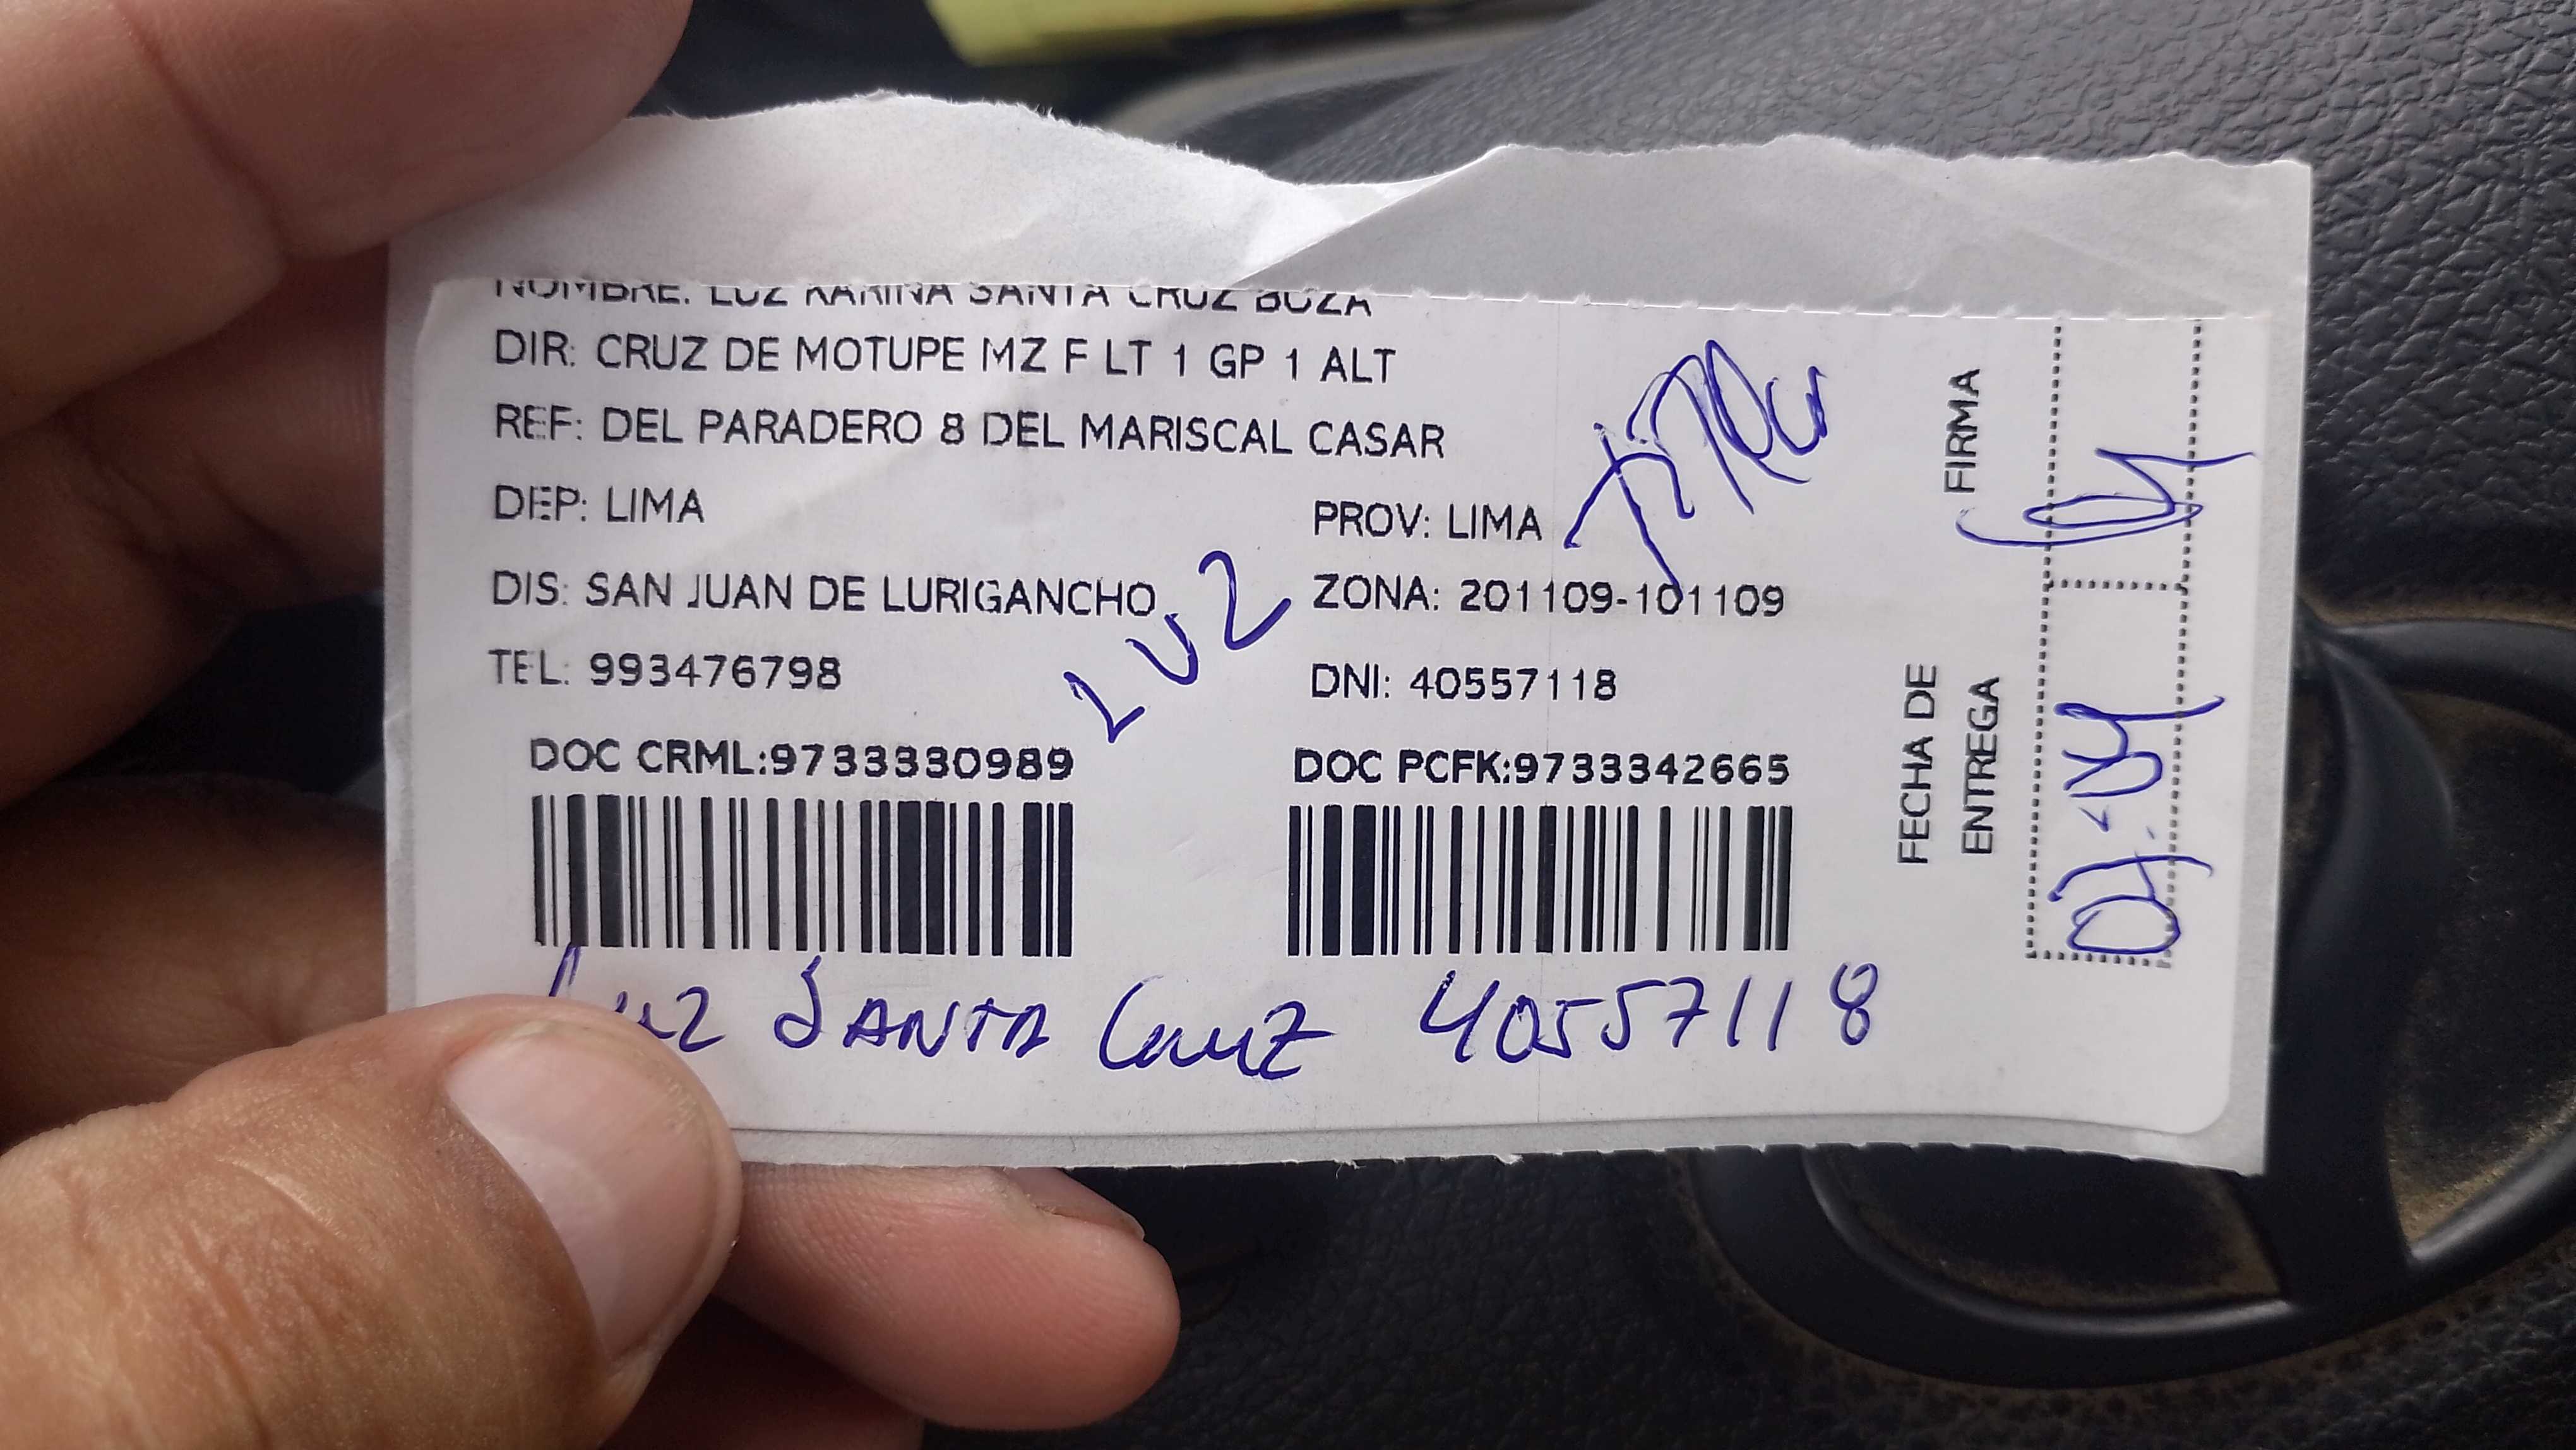 NOMBRE: LUZ KARINA SANTA CRUZ BOZA
DIR: CRUZ DE MOTUPE MZ F LT 1 GP 1 ALT
REF: DEL PARADERO 8 DEL MARISCAL CASAR
DEP: LIMA
PROV: LIMA
DIS: SAN JUAN DE LURIGANCHO
ZONA: 201109-101109
LUZ
TEL: 993476798
DNI: 40557118
DOC CRML:9733330989
DOC PCFK:9733342665
Luz SANTA Cruz 40557118
FIRMA
FECHA DE
ENTREGA